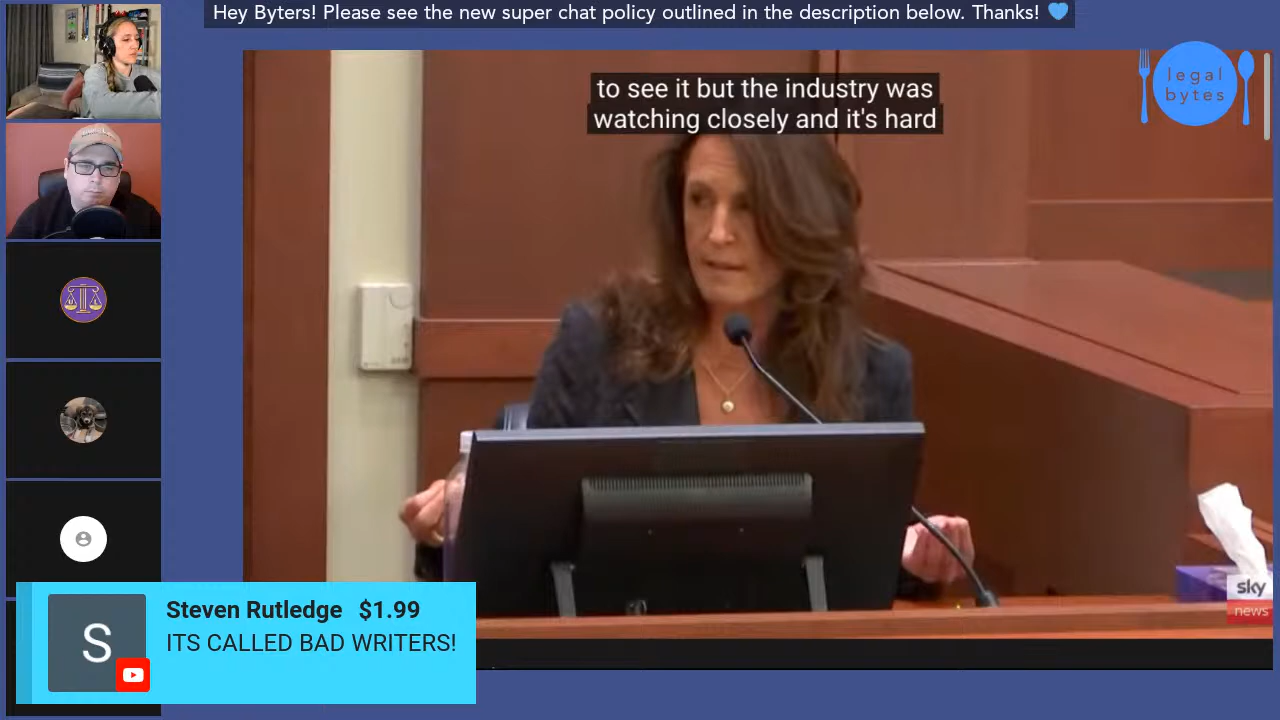 Hey Byters! Please see the new super chat policy outlined in the description below. Thanks! 💙
legal
bytes
to see it but the industry was
watching closely and it's hard
sky
news
Steven Rutledge $1.99
S
ITS CALLED BAD WRITERS!